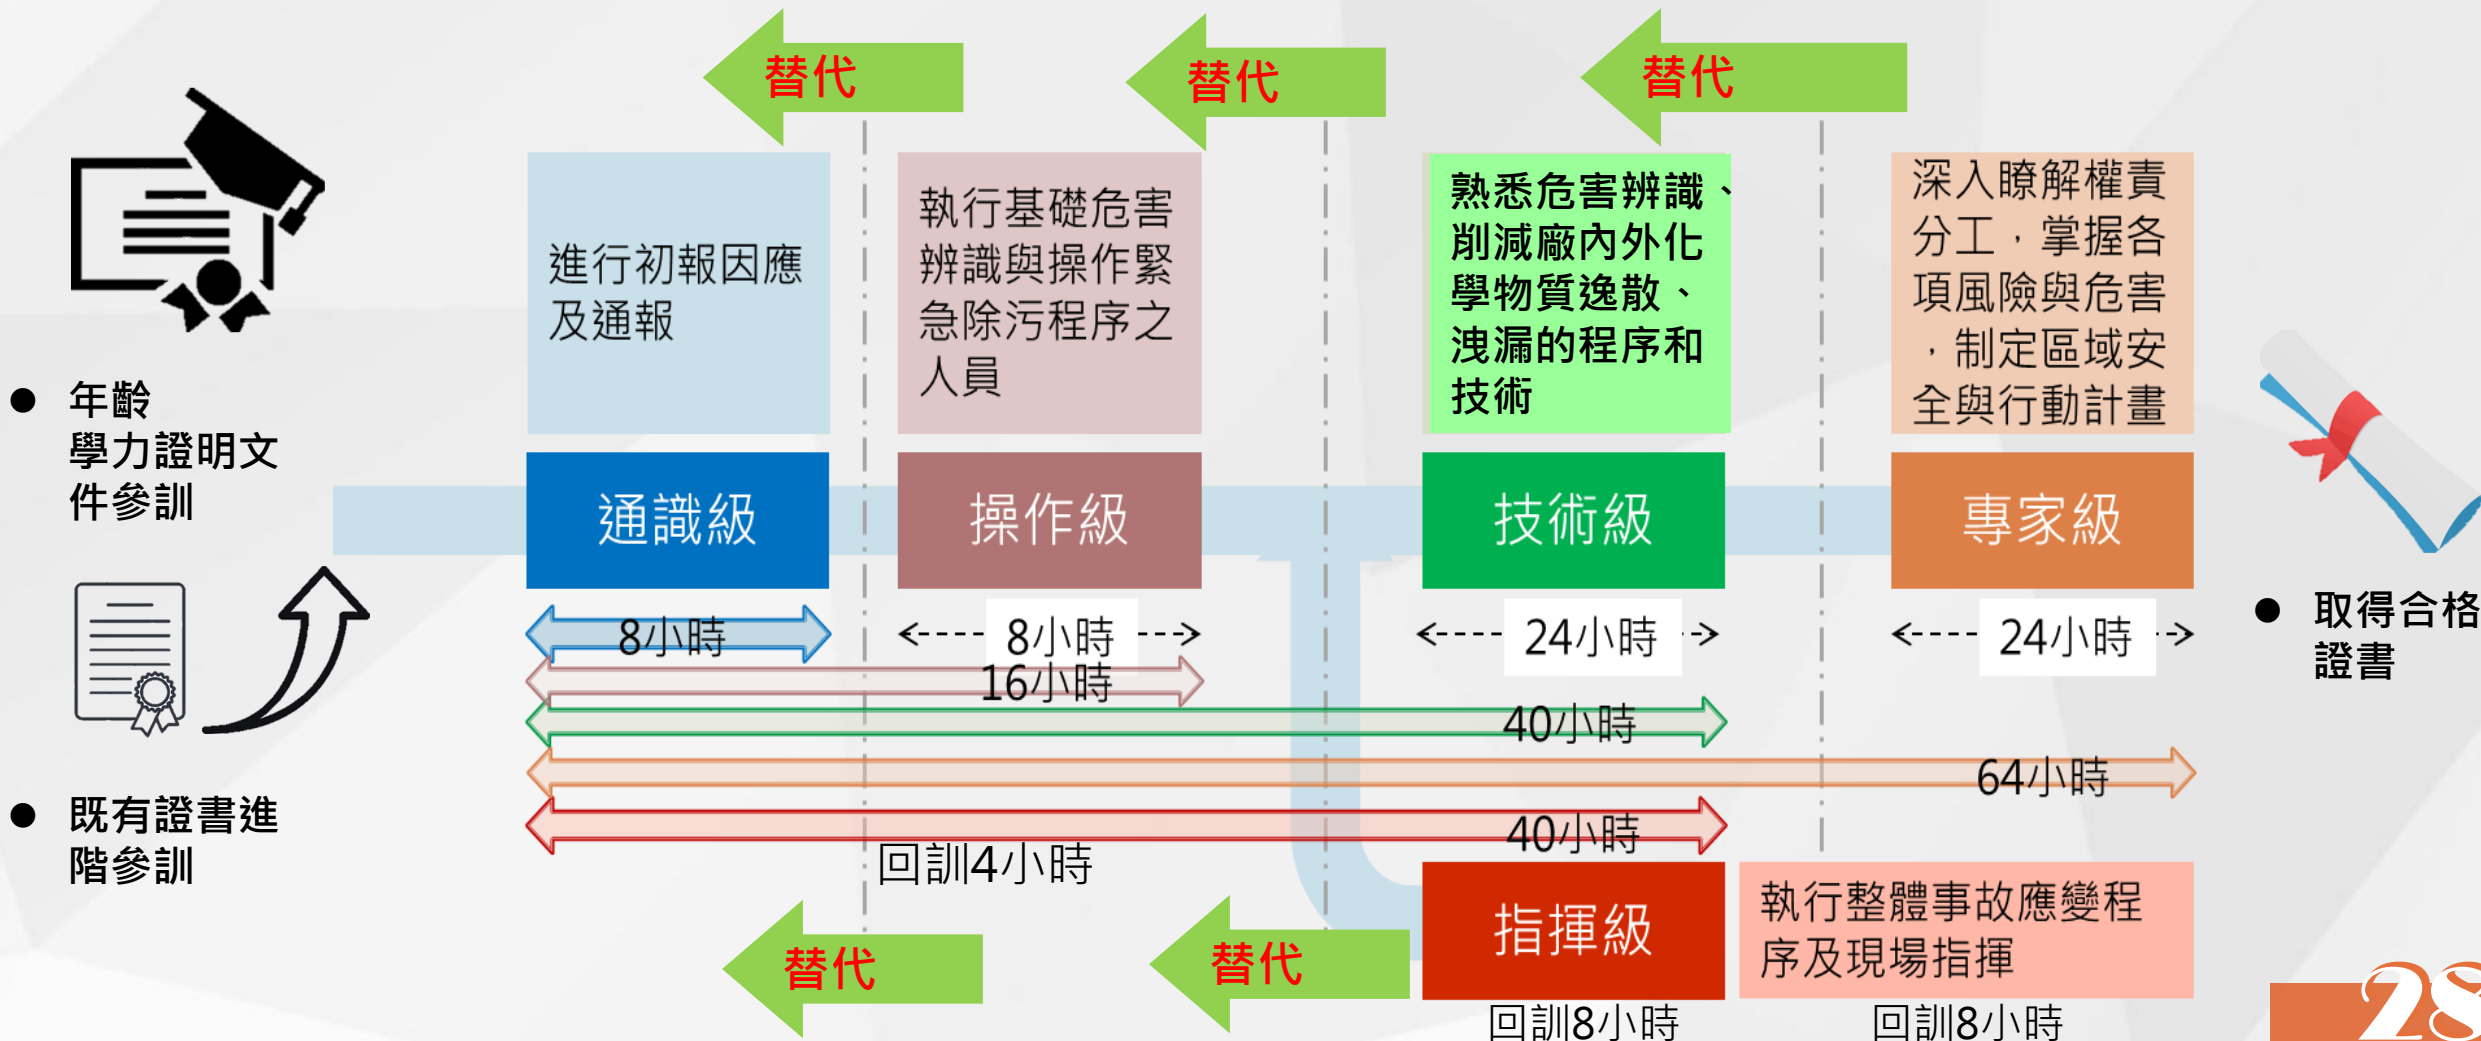 替代
替代
替代
進行初報因應
及通報
執行基礎危害
辨識與操作緊
急除污程序之
人員
熟悉危害辨識、
削減廠內外化
學物質逸散、
洩漏的程序和
技術
深入瞭解權責
分工，掌握各
項風險與危害
，制定區域安
全與行動計畫
● 年齡
學力證明文
件參訓
通識級
操作級
技術級
專家級
8小時
8小時
24小時
24小時
16小時
40小時
64小時
40小時
● 取得合格
證書
● 既有證書進
階參訓
回訓4小時
替代
替代
指揮級
執行整體事故應變程
序及現場指揮
回訓8小時
回訓8小時
28